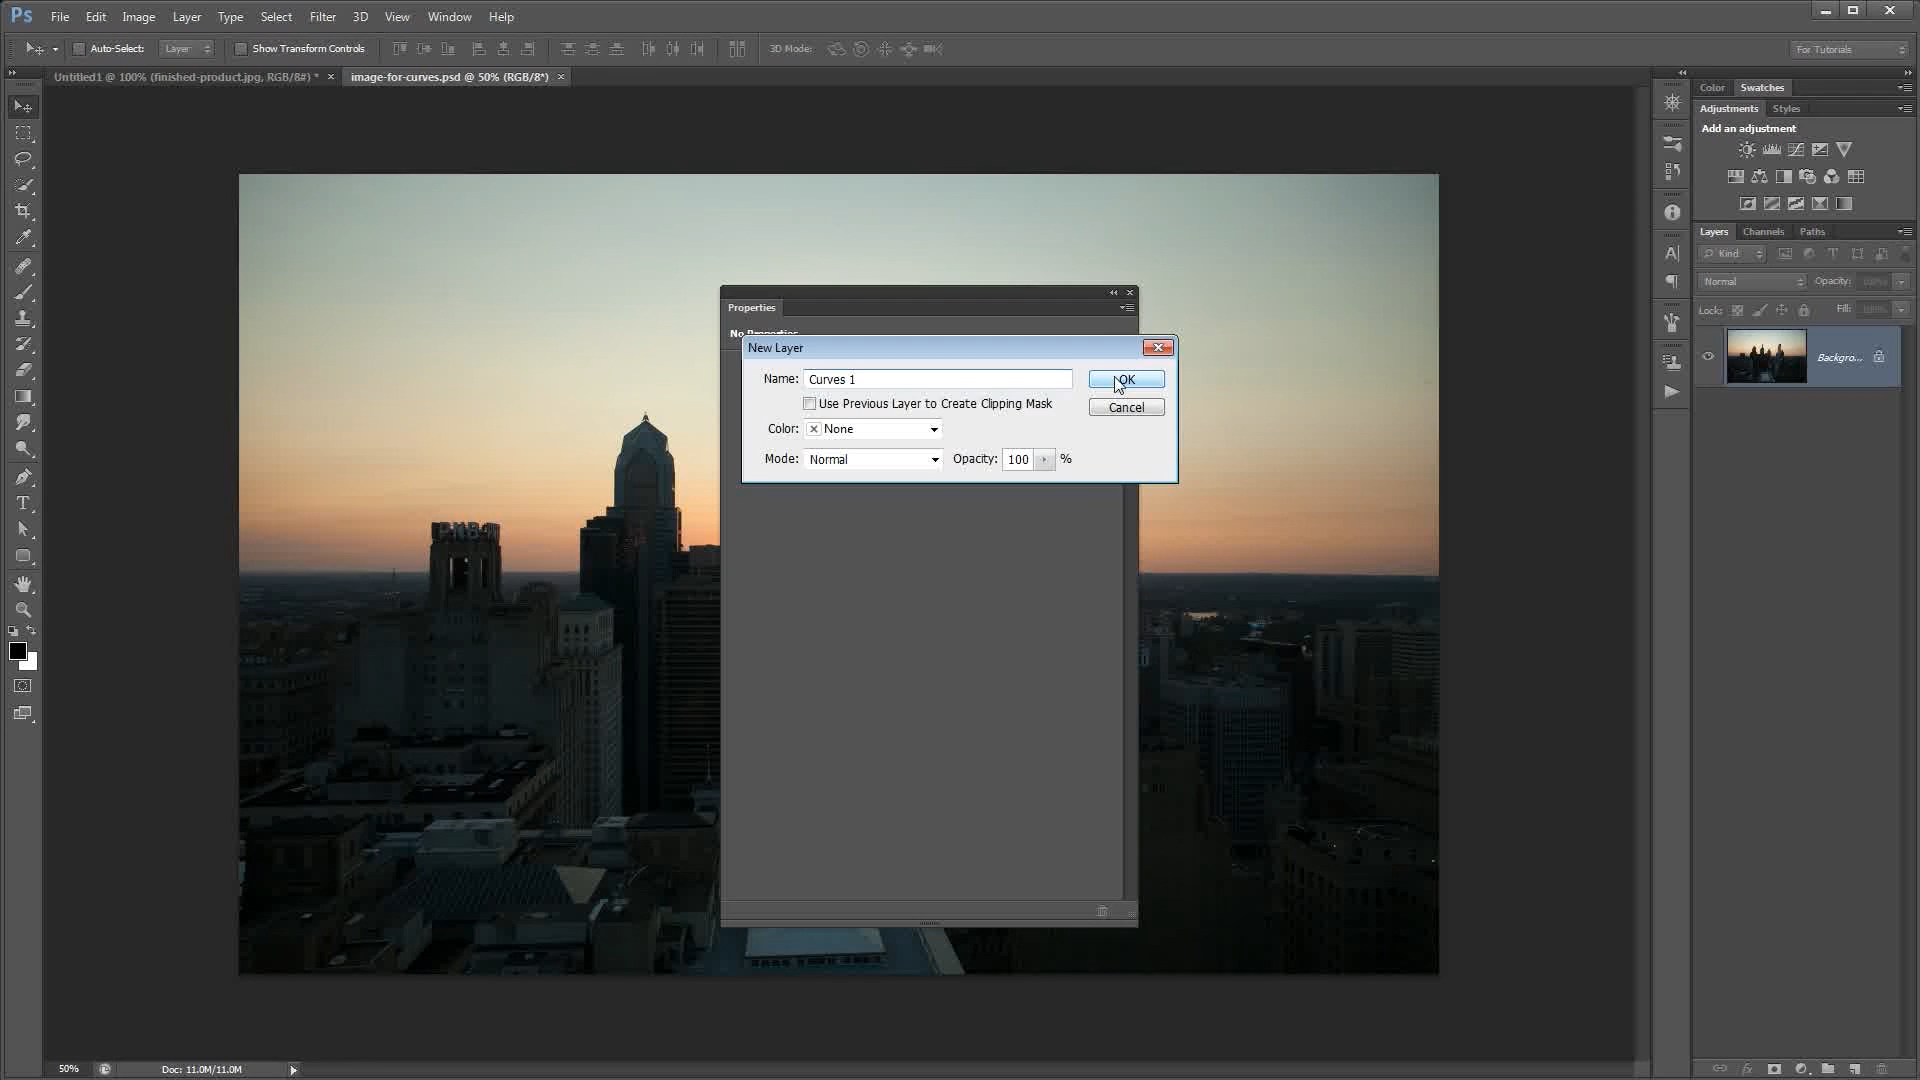 Ps File Edit Image Layer Type Select Filter 3D View Window Help
Auto-Select: Layer Show Transform Controls 3D Mode: For Tutorials
Untitled1 @ 100% (finished-product.jpg, RGB/8#) * × image-for-curves.psd @ 50% (RGB/8*) ×
Color Swatches
Adjustments Styles
Add an adjustment
Layers Channels Paths
Kind
Normal Opacity: 100%
Lock: Fill: 100%
Backgro...
Properties
No Properties
New Layer
Name: Curves 1 OK
Use Previous Layer to Create Clipping Mask
Cancel
Color: None
Mode: Normal Opacity: 100 %
PNB
50% Doc: 11.0M/11.0M